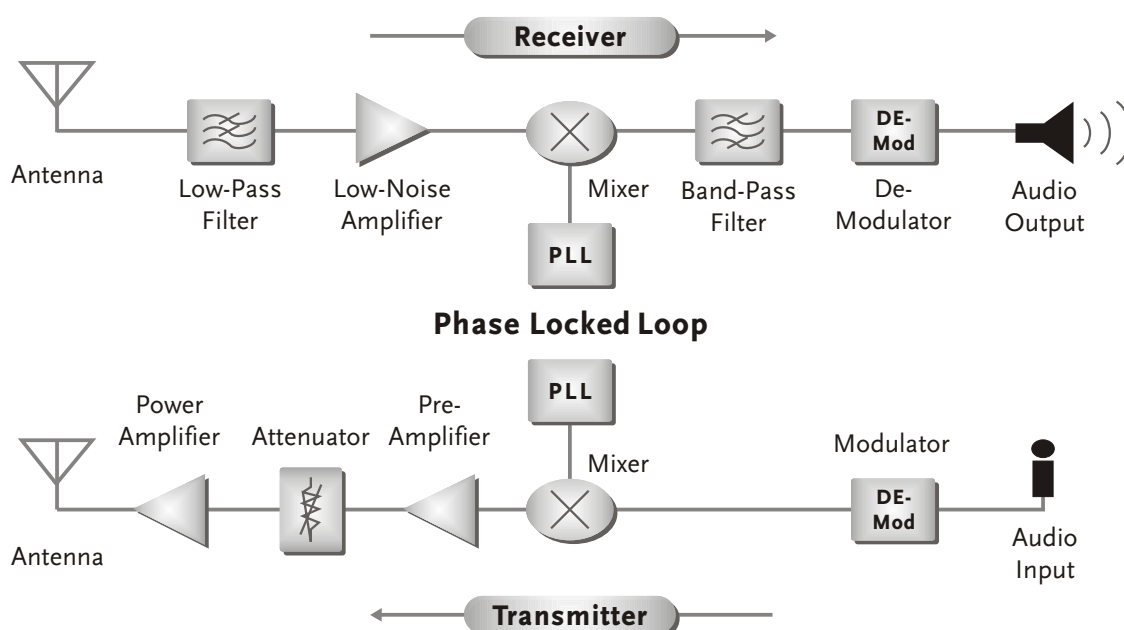 Receiver
DE-
Mod
Antenna
Low-Pass
Filter
Low-Noise
Amplifier
Mixer
Band-Pass
Filter
De-
Modulator
Audio
Output
PLL
Phase Locked Loop
PLL
Power
Amplifier
Attenuator
Pre-
Amplifier
Mixer
Modulator
DE-
Mod
Antenna
Audio
Input
Transmitter